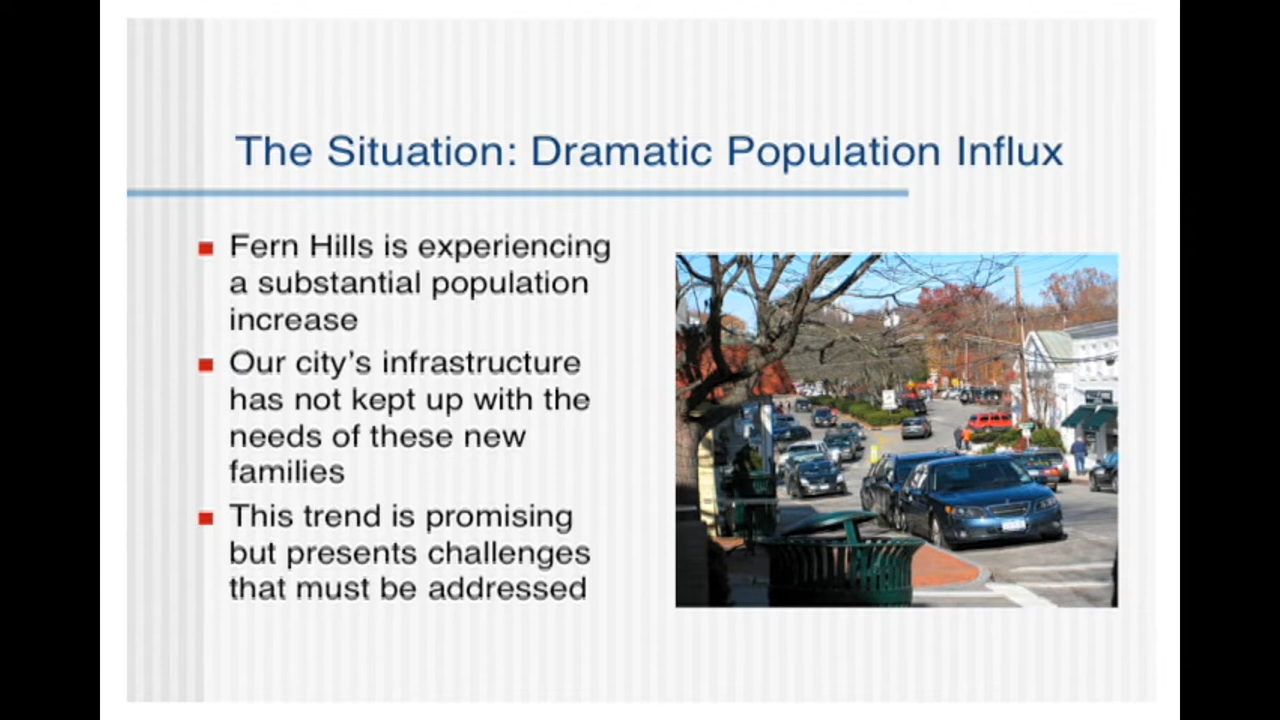 The Situation: Dramatic Population Influx
Fern Hills is experiencing
a substantial population
increase
Our city’s infrastructure
has not kept up with the
needs of these new
families
This trend is promising
but presents challenges
that must be addressed